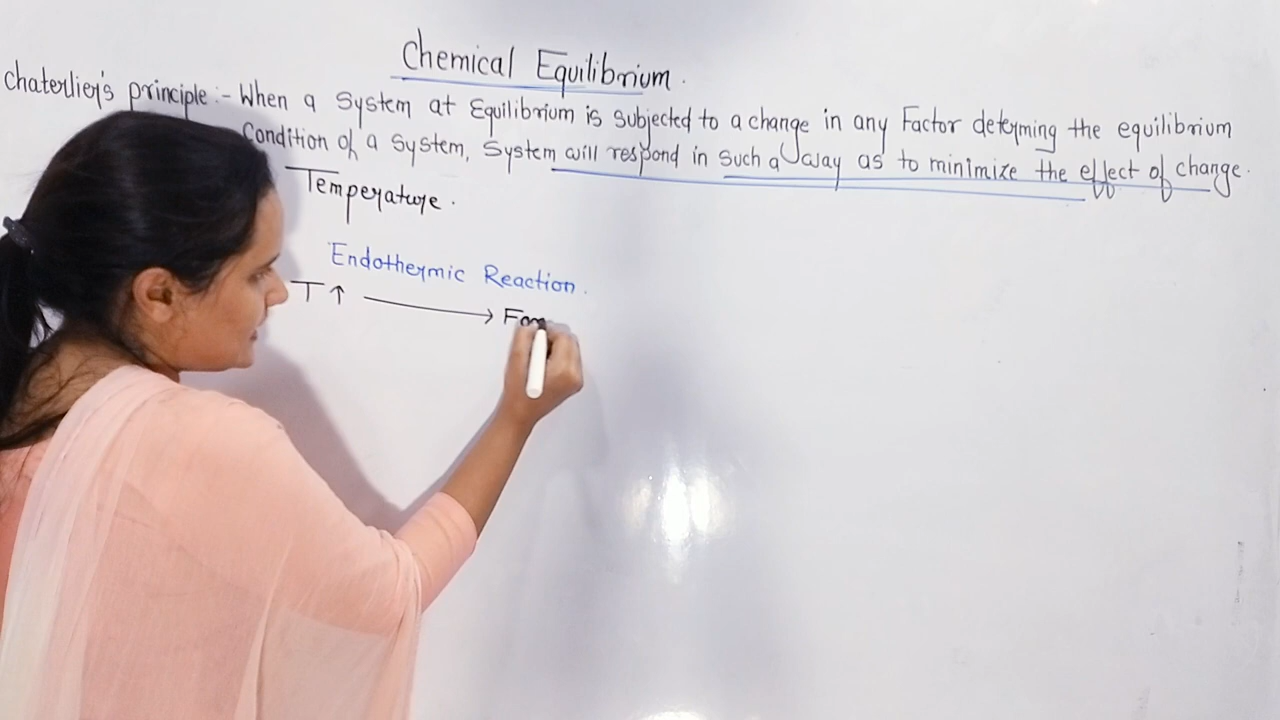 Chemical Equilibrium.
chaterlier's principle :- When a System at Equilibrium is subjected to a change in any Factor determing the equilibrium
Condition of a System, System will respond in such a way as to minimize the effect of change.
Temperature.
Endothermic Reaction.
T ↑ → For